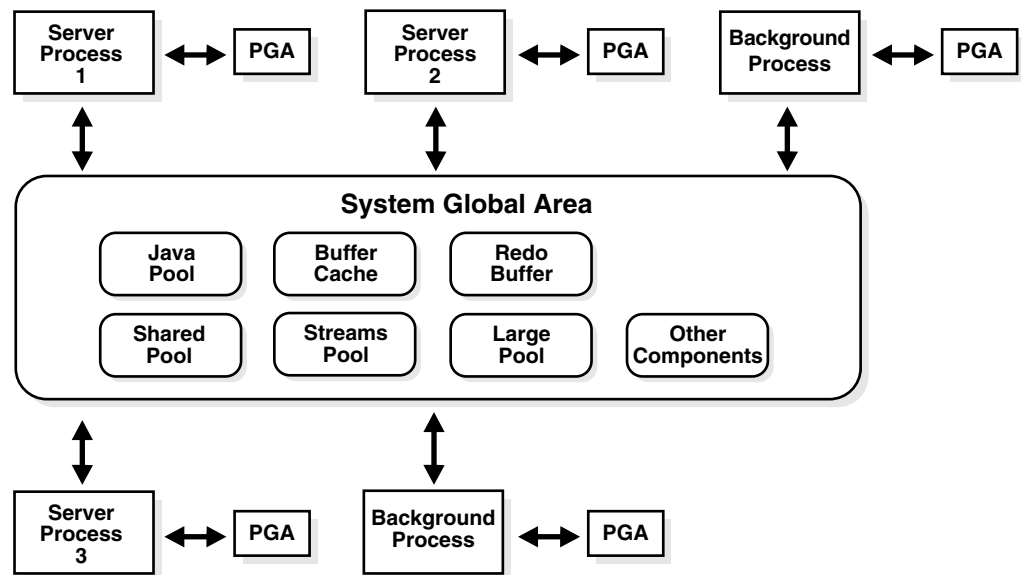 Server
Process
1
PGA
Server
Process
2
PGA
Background
Process
PGA
System Global Area
Java
Pool
Buffer
Cache
Redo
Buffer
Shared
Pool
Streams
Pool
Large
Pool
Other
Components
Server
Process
3
PGA
Background
Process
PGA